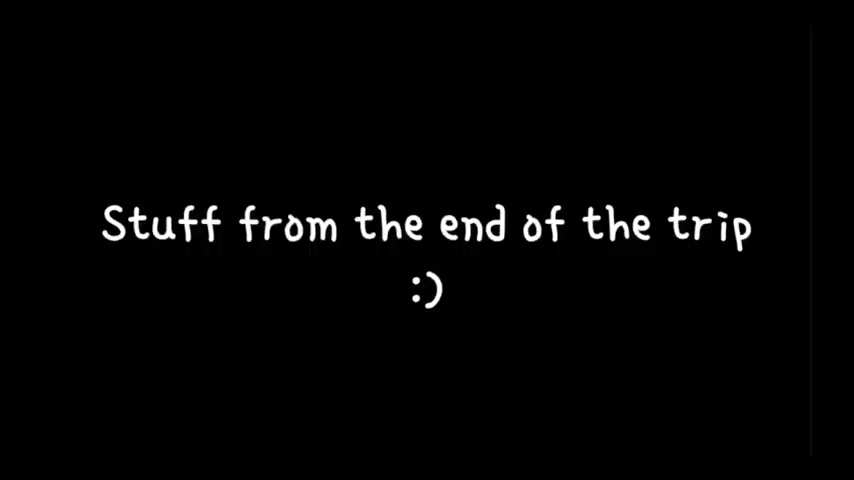 Stuff from the end of the trip
:)